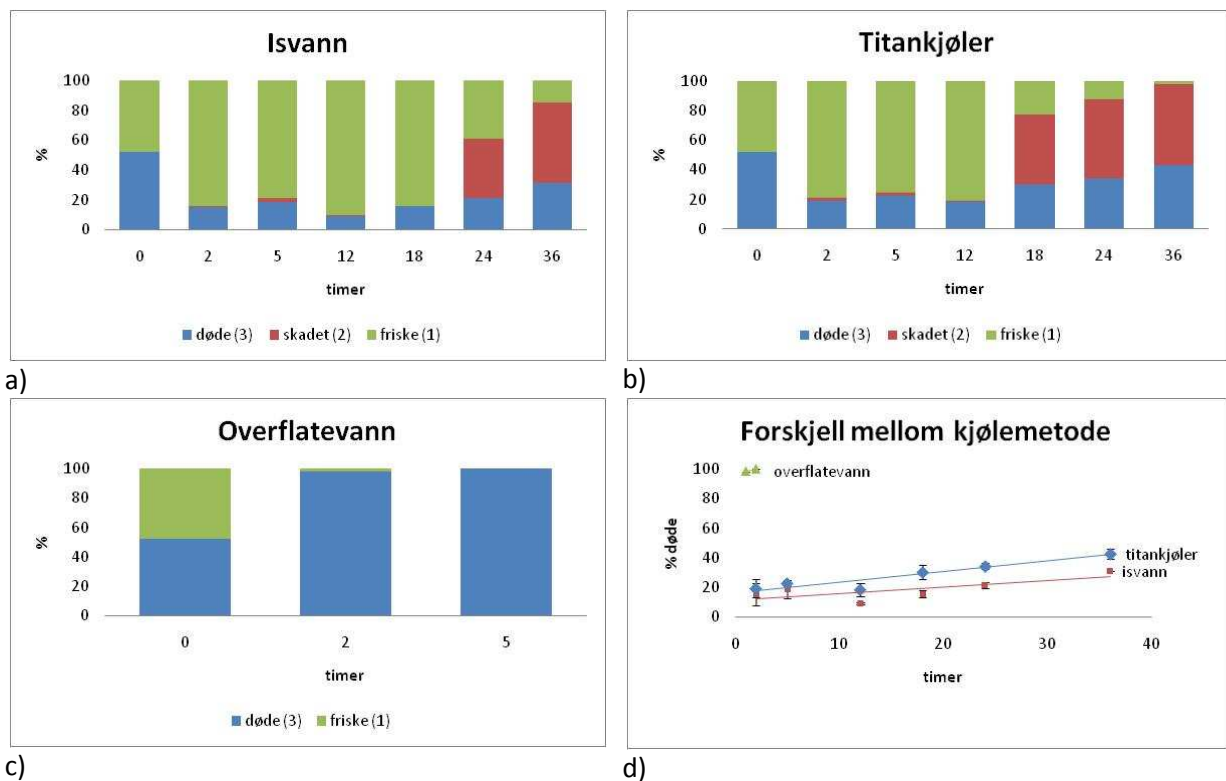 Isvann
100
80
60
40
20
0
%
0 2 5 12 18 24 36
timer
døde (3) skadet (2) friske (1)
a)
Titankjøler
100
80
60
40
20
0
%
0 2 5 12 18 24 36
timer
døde (3) skadet (2) friske (1)
b)
Overflatevann
100
80
60
40
20
0
%
0 2 5
timer
døde (3) friske (1)
c)
Forskjell mellom kjølemetode
100
80
60
40
20
0
% døde
overflatevann
titankjøler
isvann
0 10 20 30 40
timer
d)